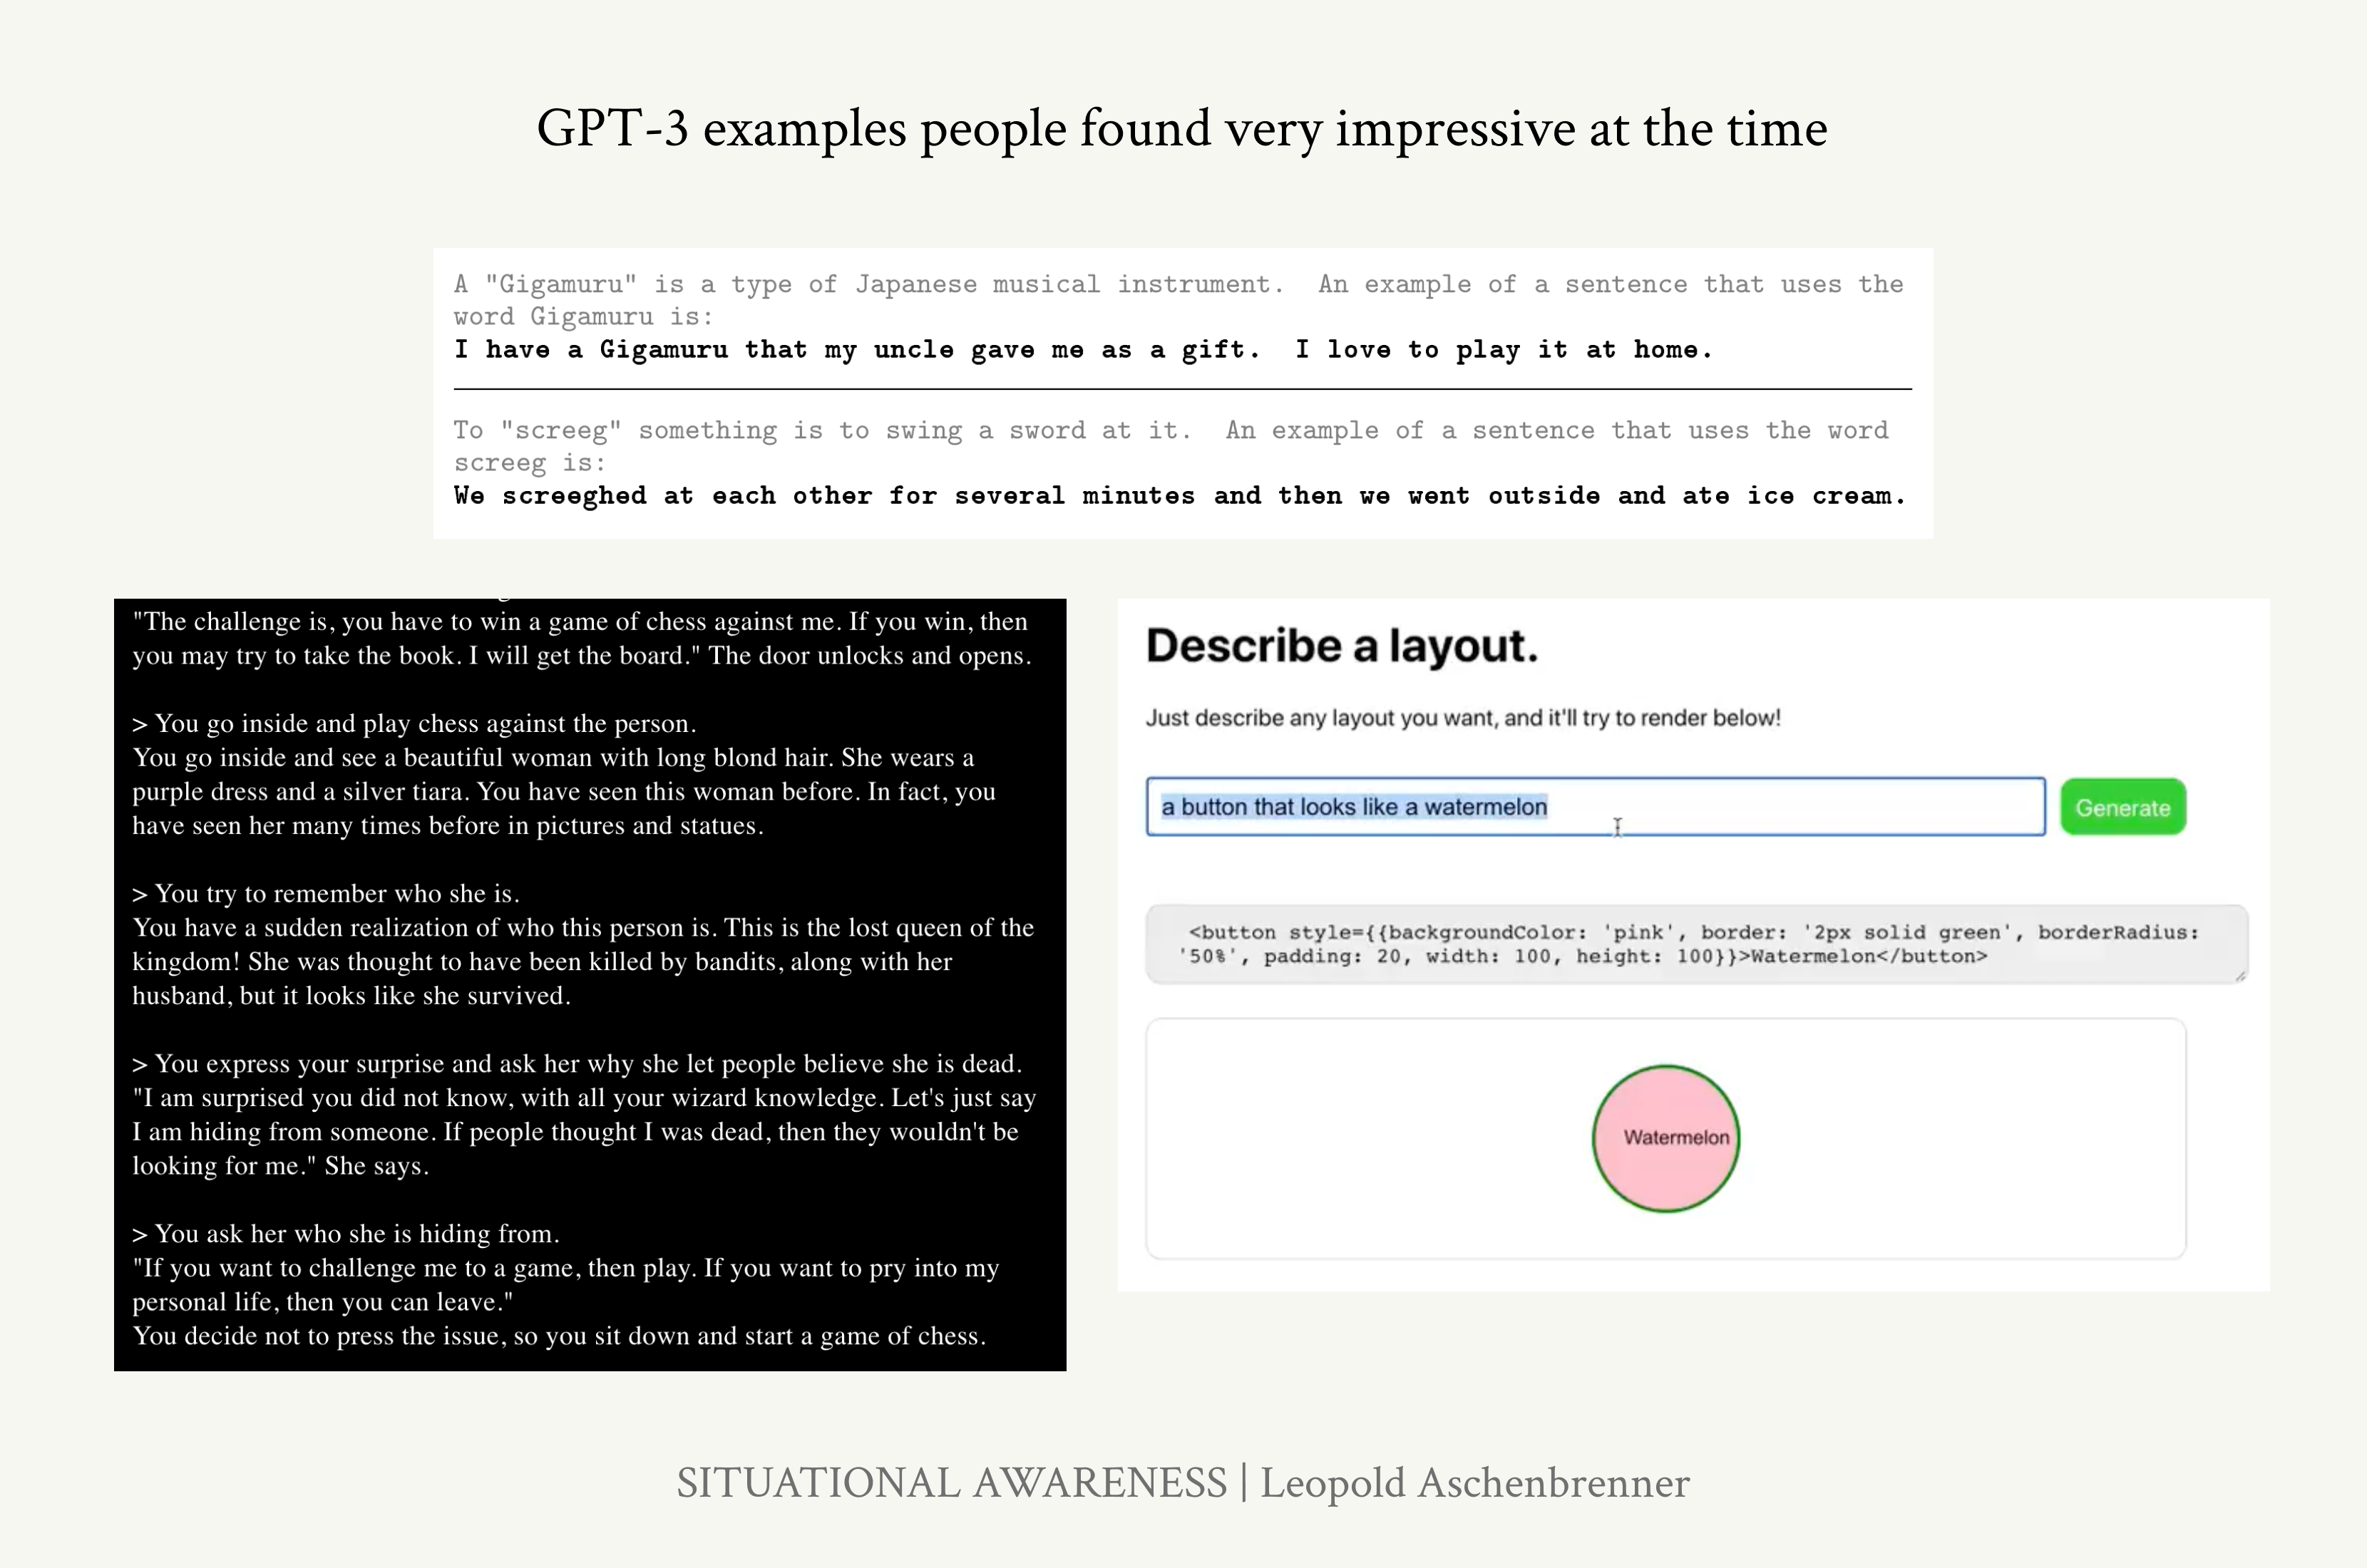 GPT-3 examples people found very impressive at the time
A "Gigamuru" is a type of Japanese musical instrument. An example of a sentence that uses the
word Gigamuru is:
I have a Gigamuru that my uncle gave me as a gift. I love to play it at home.
To "screeg" something is to swing a sword at it. An example of a sentence that uses the word
screeg is:
We screeghed at each other for several minutes and then we went outside and ate ice cream.
"The challenge is, you have to win a game of chess against me. If you win, then
you may try to take the book. I will get the board." The door unlocks and opens.
> You go inside and play chess against the person.
You go inside and see a beautiful woman with long blond hair. She wears a
purple dress and a silver tiara. You have seen this woman before. In fact, you
have seen her many times before in pictures and statues.
> You try to remember who she is.
You have a sudden realization of who this person is. This is the lost queen of the
kingdom! She was thought to have been killed by bandits, along with her
husband, but it looks like she survived.
> You express your surprise and ask her why she let people believe she is dead.
"I am surprised you did not know, with all your wizard knowledge. Let's just say
I am hiding from someone. If people thought I was dead, then they wouldn't be
looking for me." She says.
> You ask her who she is hiding from.
"If you want to challenge me to a game, then play. If you want to pry into my
personal life, then you can leave."
You decide not to press the issue, so you sit down and start a game of chess.
Describe a layout.
Just describe any layout you want, and it'll try to render below!
a button that looks like a watermelon
Generate
<button style={{backgroundColor: 'pink', border: '2px solid green', borderRadius:
'50%', padding: 20, width: 100, height: 100}}>Watermelon</button>
Watermelon
SITUATIONAL AWARENESS | Leopold Aschenbrenner